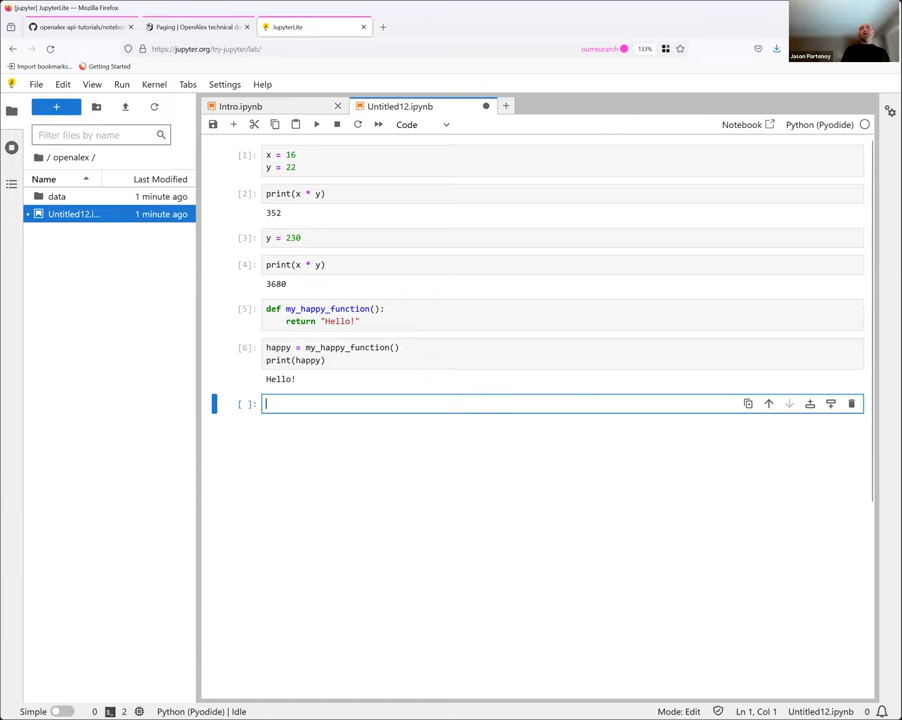 [jupyter] JupyterLite — Mozilla Firefox
openalex-api-tutorials/notebo
Paging | OpenAlex technical do
JupyterLite
https://jupyter.org/try-jupyter/lab/
ourresearch
133%
Import bookmarks...
Getting Started
Jason Portenoy
File Edit View Run Kernel Tabs Settings Help
Intro.ipynb
Untitled12.ipynb
Filter files by name
Code
Notebook
Python (Pyodide)
/ openalex /
Name
Last Modified
data
1 minute ago
Untitled12.i...
1 minute ago
[1]:
x = 16
y = 22
[2]:
print(x * y)
352
[3]:
y = 230
[4]:
print(x * y)
3680
[5]:
def my_happy_function():
return "Hello!"
[6]:
happy = my_happy_function()
print(happy)
Hello!
[ ]:
Simple
0
2
Python (Pyodide) | Idle
Mode: Edit
Ln 1, Col 1
Untitled12.ipynb
0